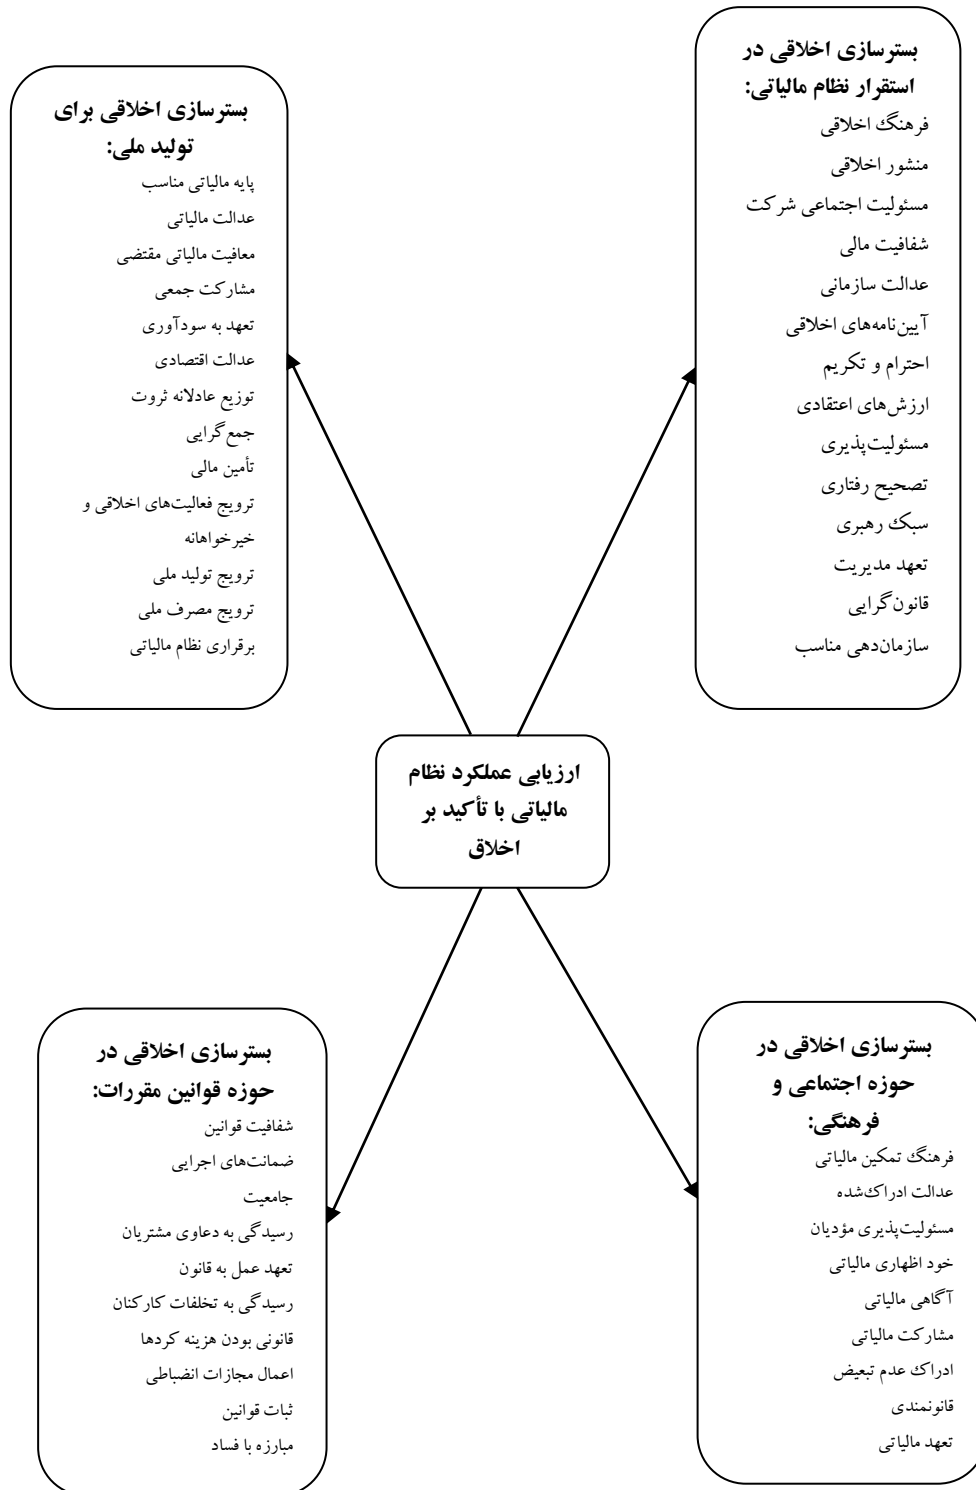 بسترسازی اخلاقی در
استقرار نظام مالیاتی:
فرهنگ اخلاقی
منشور اخلاقی
مسئولیت اجتماعی شرکت
شفافیت مالی
عدالت سازمانی
آیین‌نامه‌های اخلاقی
احترام و تکریم
ارزش‌های اعتقادی
مسئولیت‌پذیری
تصحیح رفتاری
سبک رهبری
تعهد مدیریت
قانون‌گرایی
سازمان‌دهی مناسب
بسترسازی اخلاقی برای
تولید ملی:
پایه مالیاتی مناسب
عدالت مالیاتی
معافیت مالیاتی مقتضی
مشارکت جمعی
تعهد به سودآوری
عدالت اقتصادی
توزیع عادلانه ثروت
جمع‌گرایی
تأمین مالی
ترویج فعالیت‌های اخلاقی و
خیرخواهانه
ترویج تولید ملی
ترویج مصرف ملی
برقراری نظام مالیاتی
ارزیابی عملکرد نظام
مالیاتی با تأکید بر
اخلاق
بسترسازی اخلاقی در
حوزه اجتماعی و
فرهنگی:
فرهنگ تمکین مالیاتی
عدالت ادراک‌شده
مسئولیت‌پذیری مؤدیان
خود اظهاری مالیاتی
آگاهی مالیاتی
مشارکت مالیاتی
ادراک عدم تبعیض
قانونمندی
تعهد مالیاتی
بسترسازی اخلاقی در
حوزه قوانین مقررات:
شفافیت قوانین
ضمانت‌های اجرایی
جامعیت
رسیدگی به دعاوی مشتریان
تعهد عمل به قانون
رسیدگی به تخلفات کارکنان
قانونی بودن هزینه کردها
اعمال مجازات انضباطی
ثبات قوانین
مبارزه با فساد